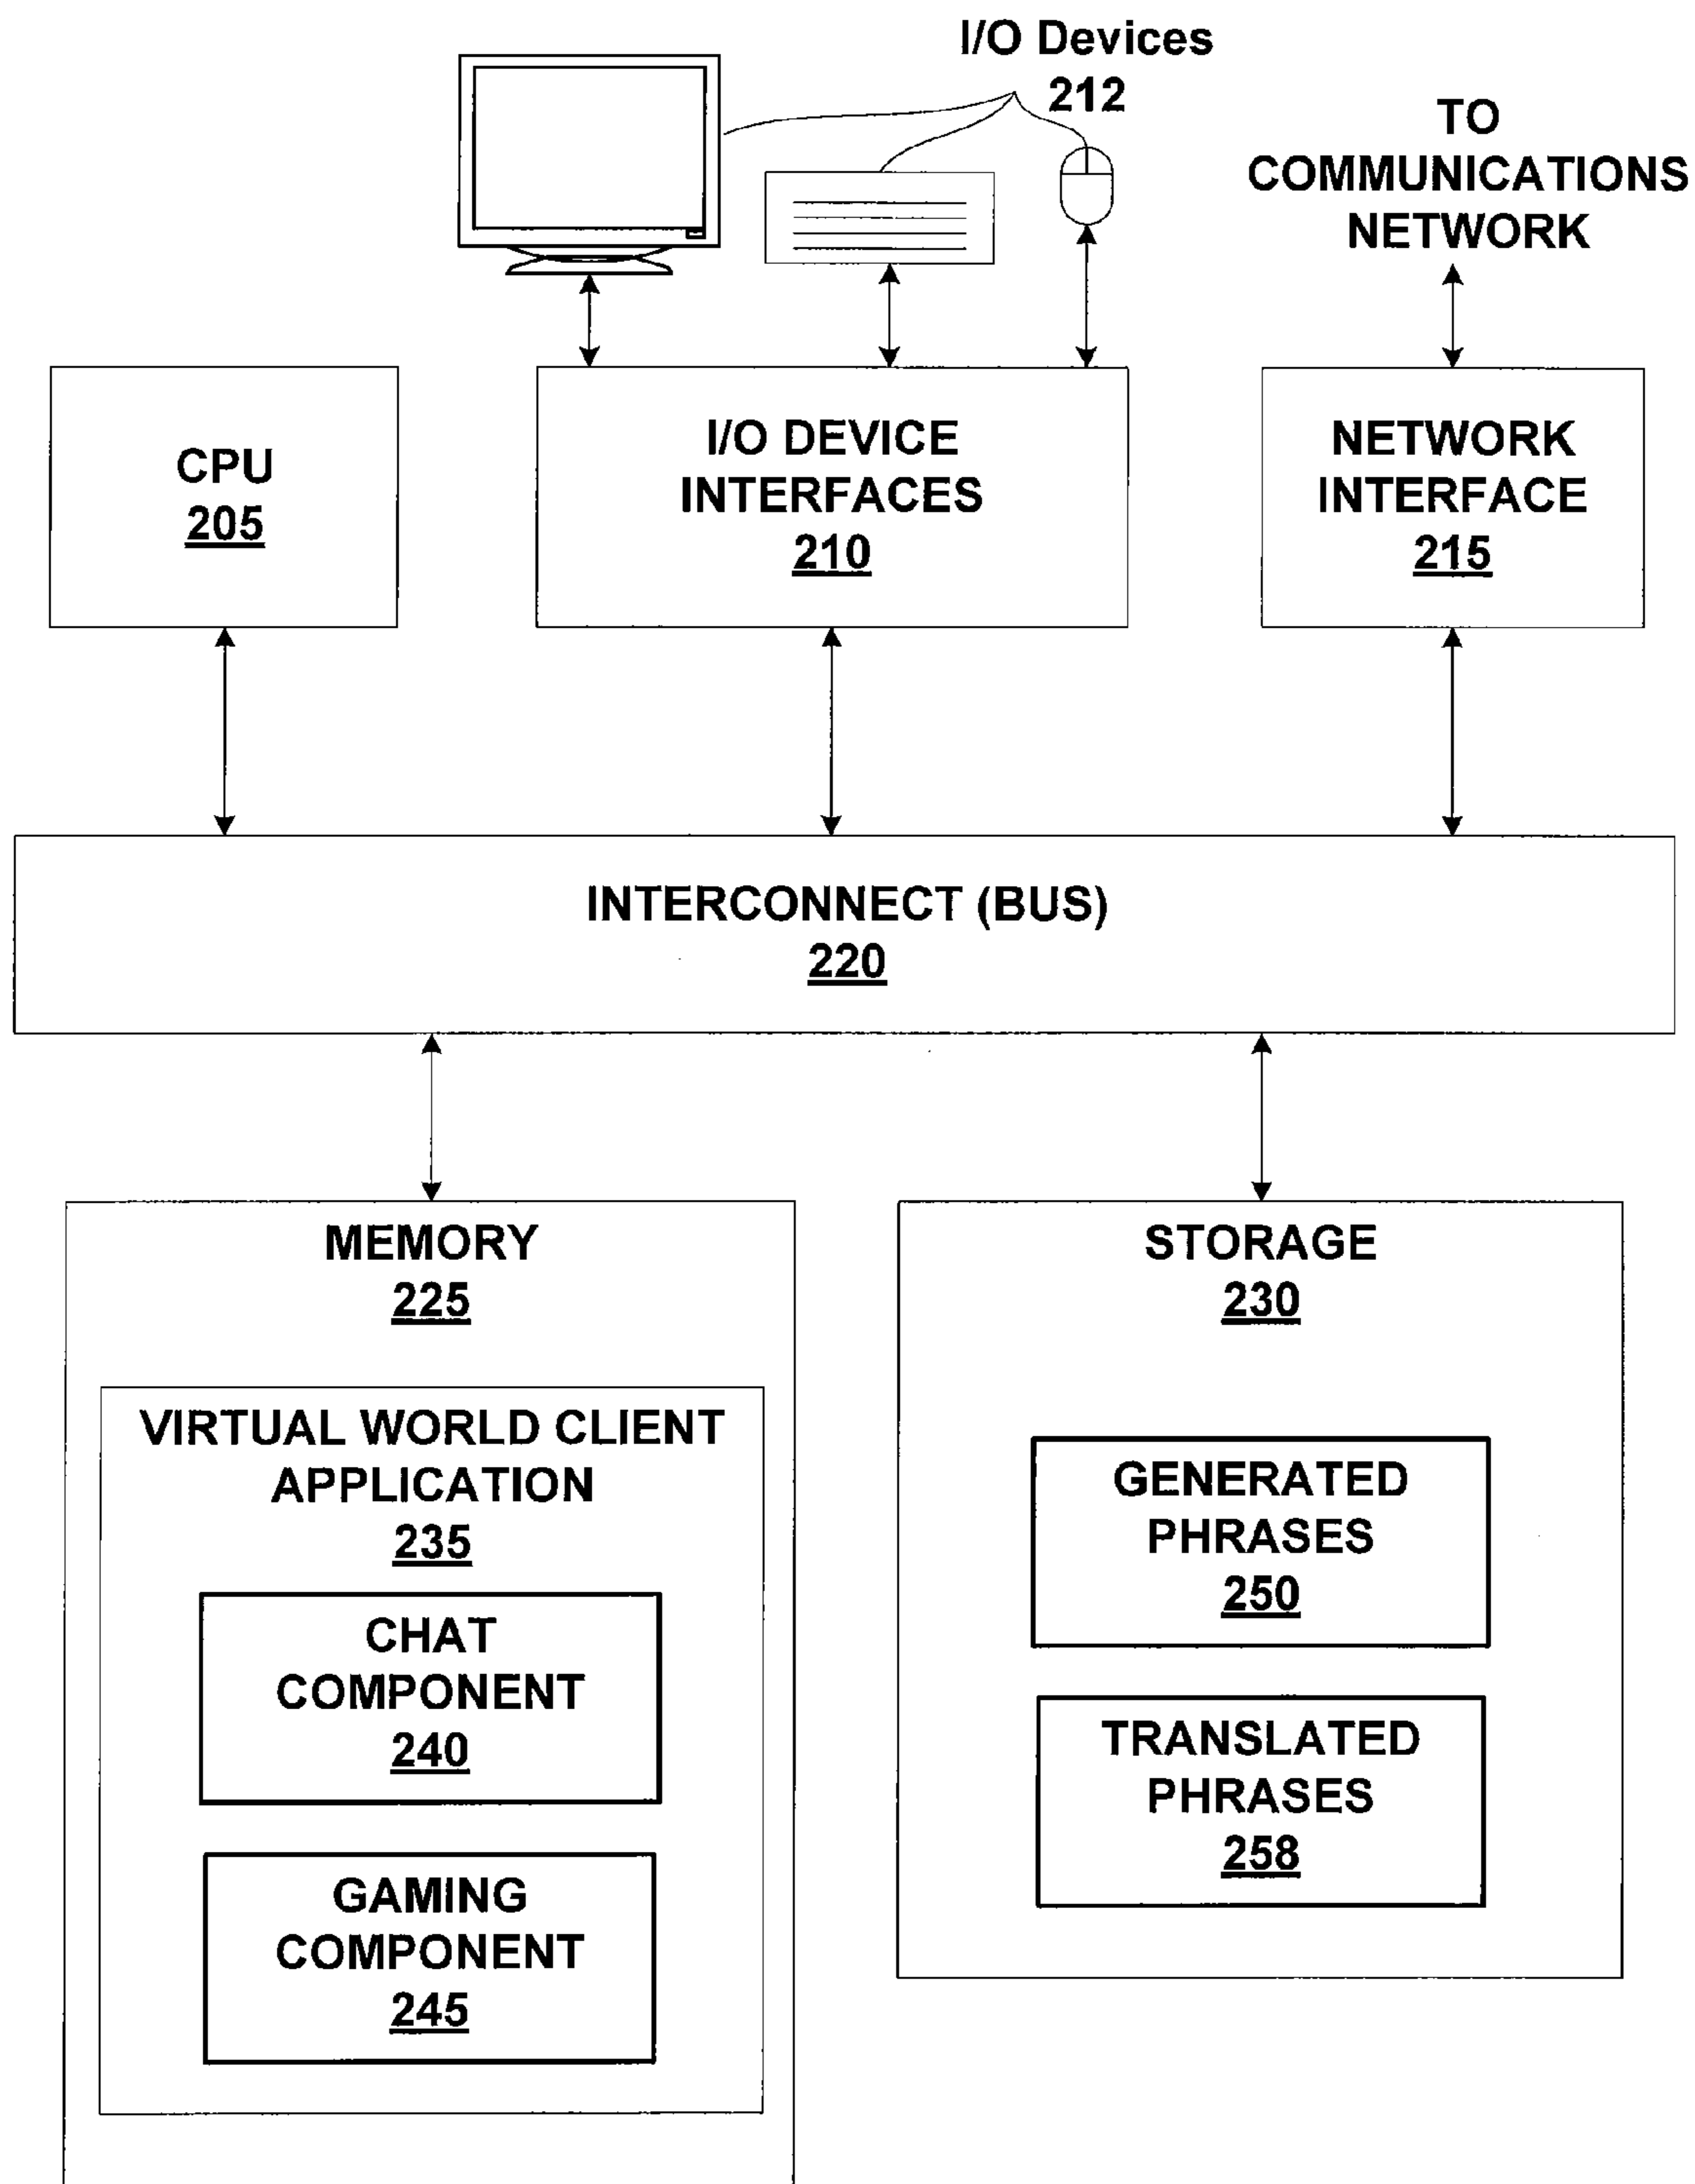 I/O Devices
212
TO
COMMUNICATIONS
NETWORK
CPU
205
I/O DEVICE
INTERFACES
210
NETWORK
INTERFACE
215
INTERCONNECT (BUS)
220
MEMORY
225
VIRTUAL WORLD CLIENT
APPLICATION
235
CHAT
COMPONENT
240
GAMING
COMPONENT
245
STORAGE
230
GENERATED
PHRASES
250
TRANSLATED
PHRASES
258